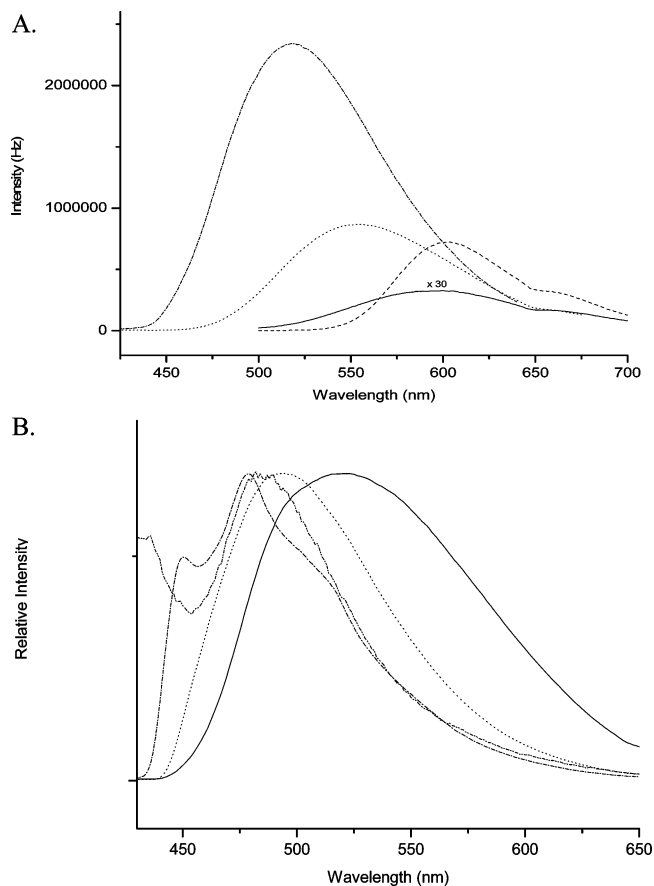 A.
2000000
1000000
0
Intensity (Hz)
x 30
450 500 550 600 650 700
Wavelength (nm)
B.
Relative Intensity
450 500 550 600 650
Wavelength (nm)